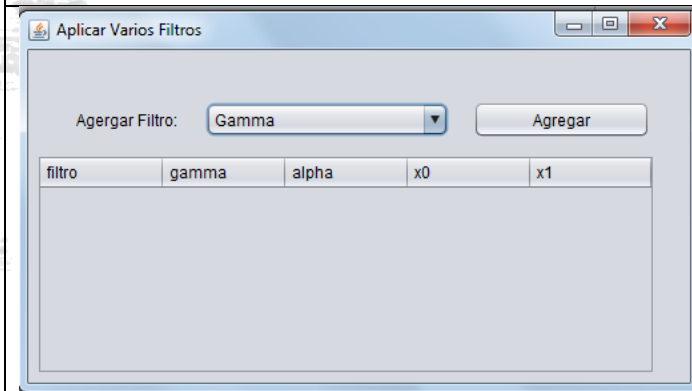 Aplicar Varios Filtros
Agergar Filtro: Gamma Agregar
filtro gamma alpha x0 x1